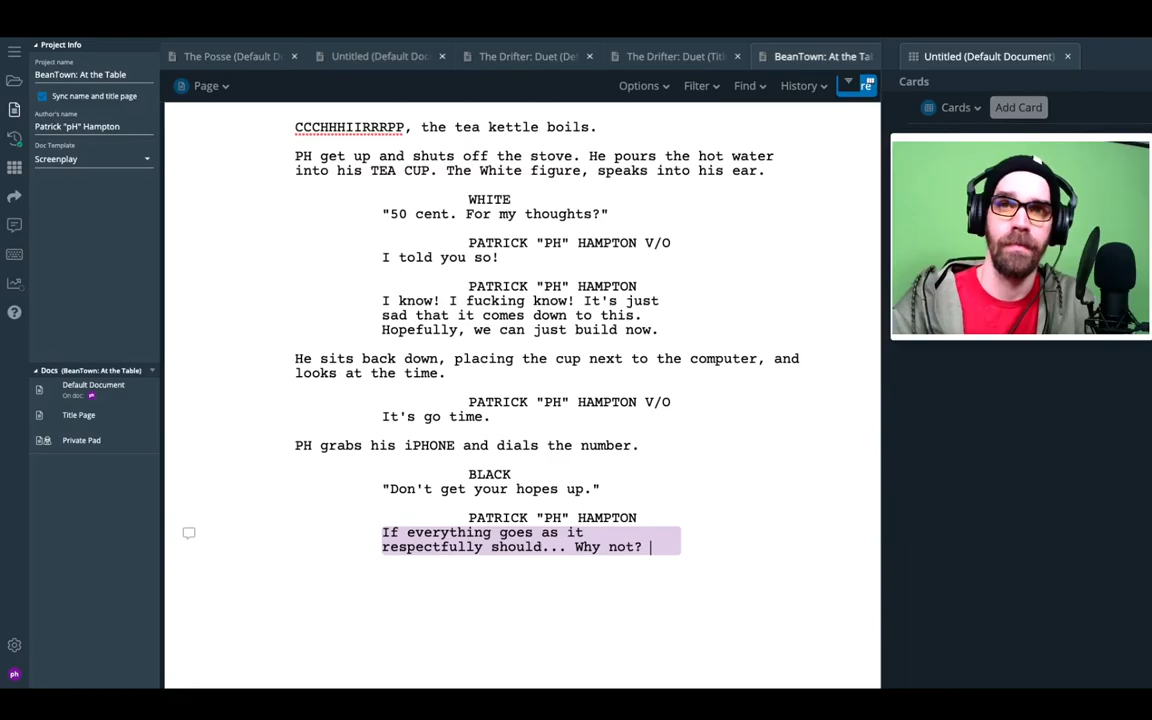 Project Info
Project name
BeanTown: At the Table
Sync name and title page
Author's name
Patrick "pH" Hampton
Doc Template
Screenplay
Docs (BeanTown: At the Table)
Default Document
On doc: ph
Title Page
Private Pad
ph
The Posse (Default D
Untitled (Default Doc
The Drifter: Duet (De
The Drifter: Duet (Titl
BeanTown: At the Tal
Untitled (Default Document)
Page
Options
Filter
Find
History
re
Cards
Cards
Add Card
CCCHHHIIRRRPP, the tea kettle boils.
PH get up and shuts off the stove. He pours the hot water
into his TEA CUP. The White figure, speaks into his ear.
WHITE
"50 cent. For my thoughts?"
PATRICK "PH" HAMPTON V/O
I told you so!
PATRICK "PH" HAMPTON
I know! I fucking know! It's just
sad that it comes down to this.
Hopefully, we can just build now.
He sits back down, placing the cup next to the computer, and
looks at the time.
PATRICK "PH" HAMPTON V/O
It's go time.
PH grabs his iPHONE and dials the number.
BLACK
"Don't get your hopes up."
PATRICK "PH" HAMPTON
If everything goes as it
respectfully should... Why not?